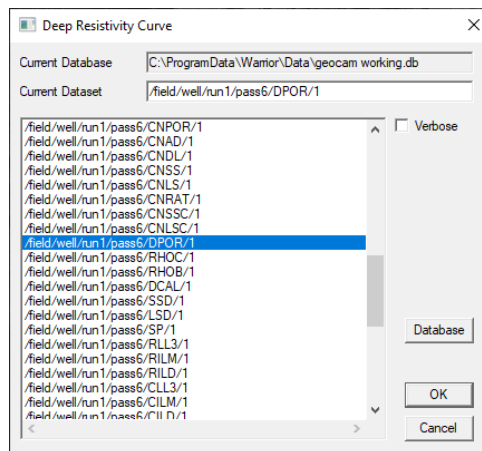 Deep Resistivity Curve
Current Database C:\ProgramData\Warrior\Data\geocam working.db
Current Dataset /field/well/run1/pass6/DPOR/1
/field/well/run1/pass6/CNPOR/1
Verbose
/field/well/run1/pass6/CNAD/1
/field/well/run1/pass6/CNDL/1
/field/well/run1/pass6/CNSS/1
/field/well/run1/pass6/CNLS/1
/field/well/run1/pass6/CNRAT/1
/field/well/run1/pass6/CNSSC/1
/field/well/run1/pass6/CNLSC/1
/field/well/run1/pass6/DPOR/1
/field/well/run1/pass6/RHOC/1
/field/well/run1/pass6/RHOB/1
/field/well/run1/pass6/DCAL/1
/field/well/run1/pass6/SSD/1
/field/well/run1/pass6/LSD/1
/field/well/run1/pass6/SP/1
/field/well/run1/pass6/RLL3/1
/field/well/run1/pass6/RILM/1
/field/well/run1/pass6/RILD/1
/field/well/run1/pass6/CLL3/1
/field/well/run1/pass6/CILM/1
/field/well/run1/pass6/CILD/1
Database
OK
Cancel